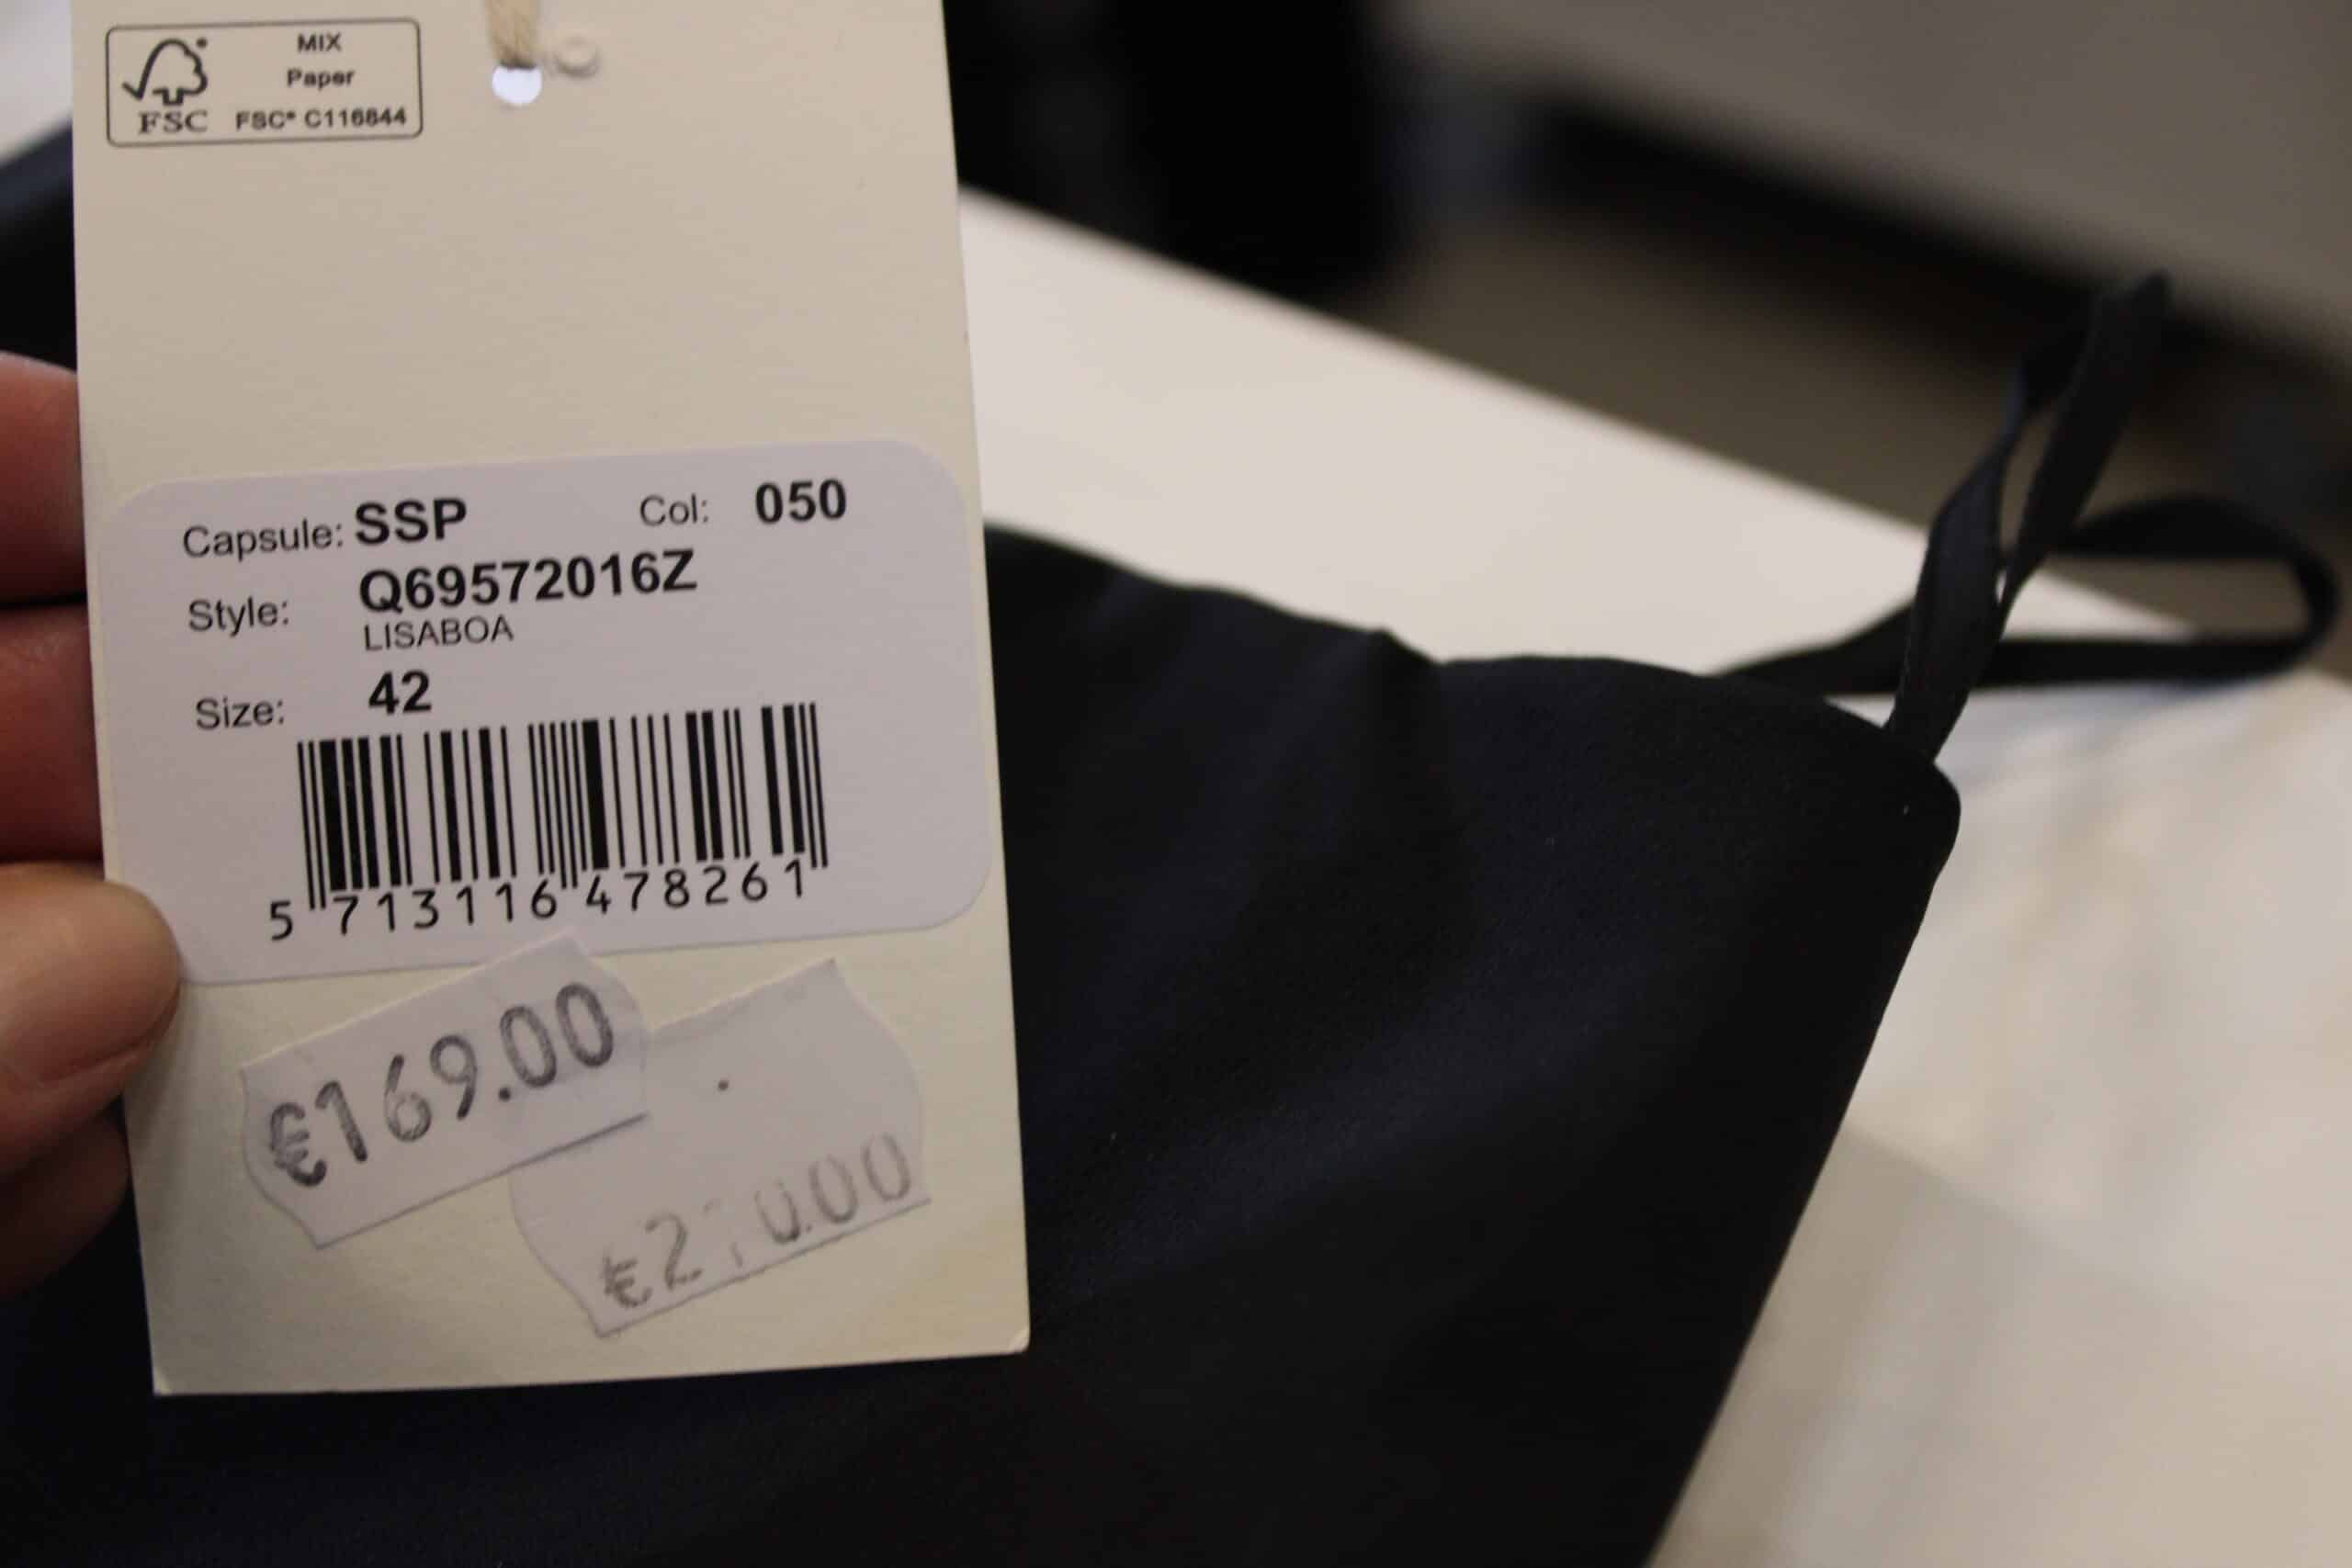 MIX
Paper
FSC
FSC® C116844
Capsule: SSP Col: 050
Style: Q69572016Z
LISABOA
Size: 42
5 713116 478261
€169.00